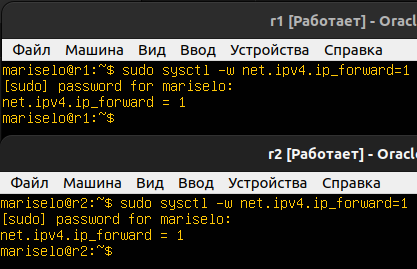 r1 [Работает] - Oracle
Файл Машина Вид Ввод Устройства Справка
mariselo@r1:~$ sudo sysctl -w net.ipv4.ip_forward=1
[sudo] password for mariselo:
net.ipv4.ip_forward = 1
mariselo@r1:~$
r2 [Работает] - Oracl
Файл Машина Вид Ввод Устройства Справка
mariselo@r2:~$ sudo sysctl -w net.ipv4.ip_forward=1
[sudo] password for mariselo:
net.ipv4.ip_forward = 1
mariselo@r2:~$